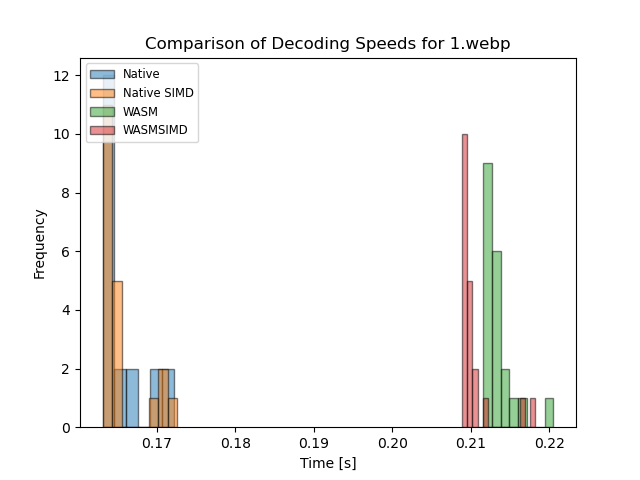 Comparison of Decoding Speeds for 1.webp
Native
Native SIMD
WASM
WASMSIMD
Frequency
12
10
8
6
4
2
0
0.17
0.18
0.19
0.20
0.21
0.22
Time [s]